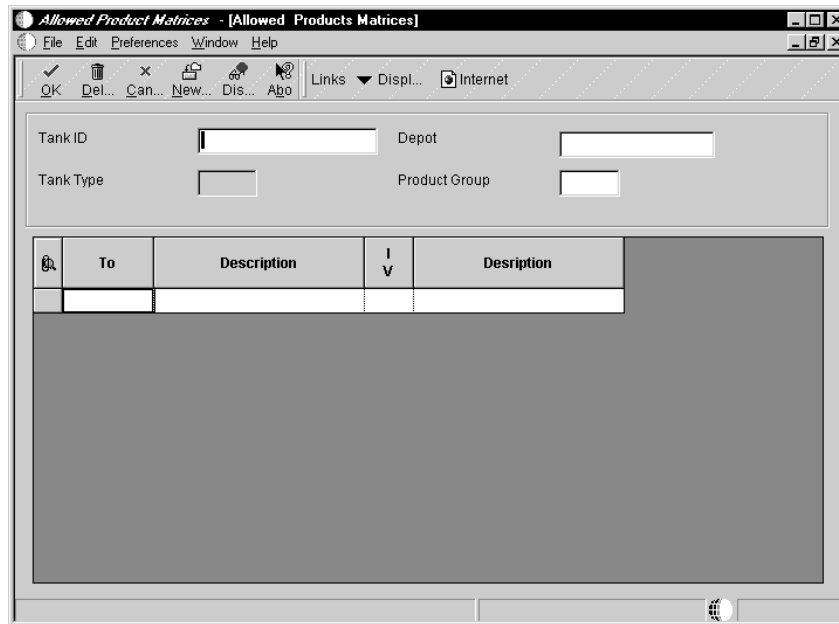 Allowed Product Matrices - [Allowed Products Matrices]
File Edit Preferences Window Help
OK Del... Can... New... Dis... Abo Links Displ... Internet
Tank ID Depot
Tank Type Product Group
To Description I V Desription